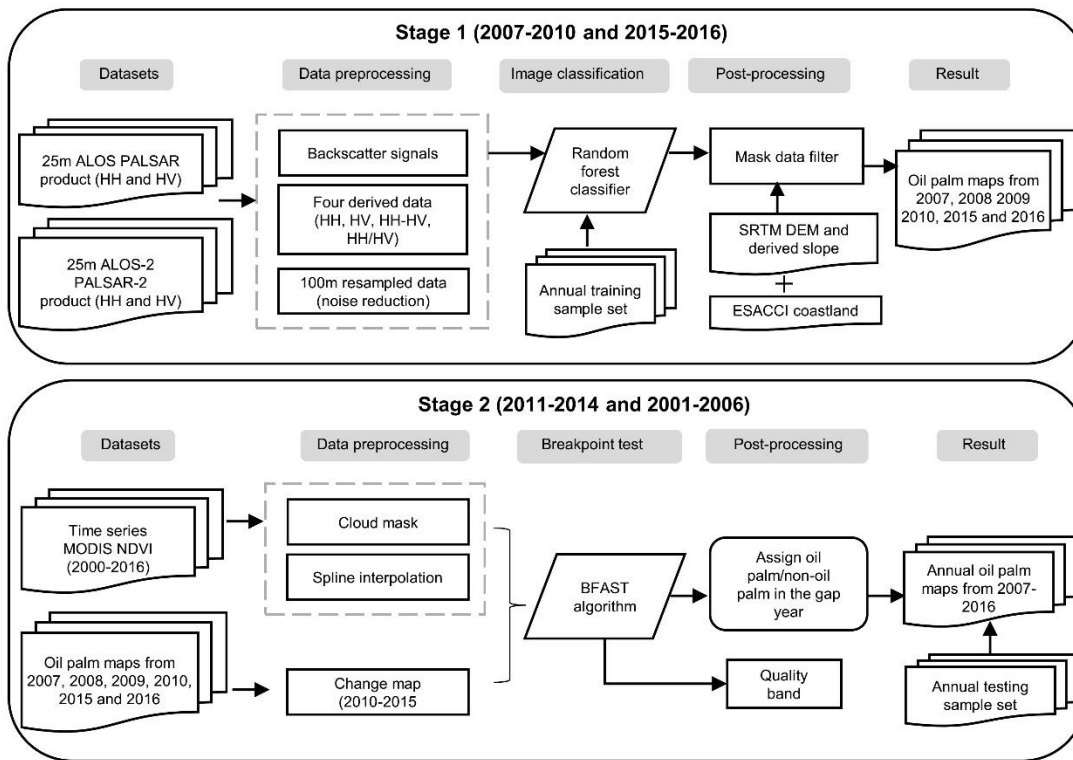 Stage 1 (2007-2010 and 2015-2016)
Datasets
Data preprocessing
Image classification
Post-processing
Result
25m ALOS PALSAR
product (HH and HV)
25m ALOS-2
PALSAR-2
product (HH and HV)
Backscatter signals
Four derived data
(HH, HV, HH-HV,
HH/HV)
100m resampled data
(noise reduction)
Random
forest
classifier
Annual training
sample set
Mask data filter
SRTM DEM and
derived slope
+
ESACCI coastland
Oil palm maps from
2007, 2008 2009
2010, 2015 and 2016
Stage 2 (2011-2014 and 2001-2006)
Datasets
Data preprocessing
Breakpoint test
Post-processing
Result
Time series
MODIS NDVI
(2000-2016)
Oil palm maps from
2007, 2008, 2009, 2010,
2015 and 2016
Cloud mask
Spline interpolation
Change map
(2010-2015
BFAST
algorithm
Assign oil
palm/non-oil
palm in the gap
year
Quality
band
Annual oil palm
maps from 2007-
2016
Annual testing
sample set